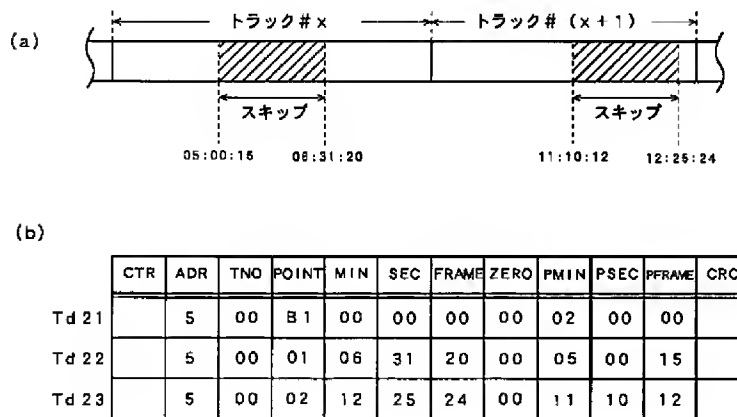 (a)
トラック#x
トラック#(x+1)
スキップ
スキップ
05:00:15
06:31:20
11:10:12
12:25:24
(b)
CTR ADR TNO POINT MIN SEC FRAME ZERO PMIN PSEC PFRAME CRC
Td21 5 00 B1 00 00 00 00 02 00 00
Td22 5 00 01 06 31 20 00 05 00 15
Td23 5 00 02 12 25 24 00 11 10 12